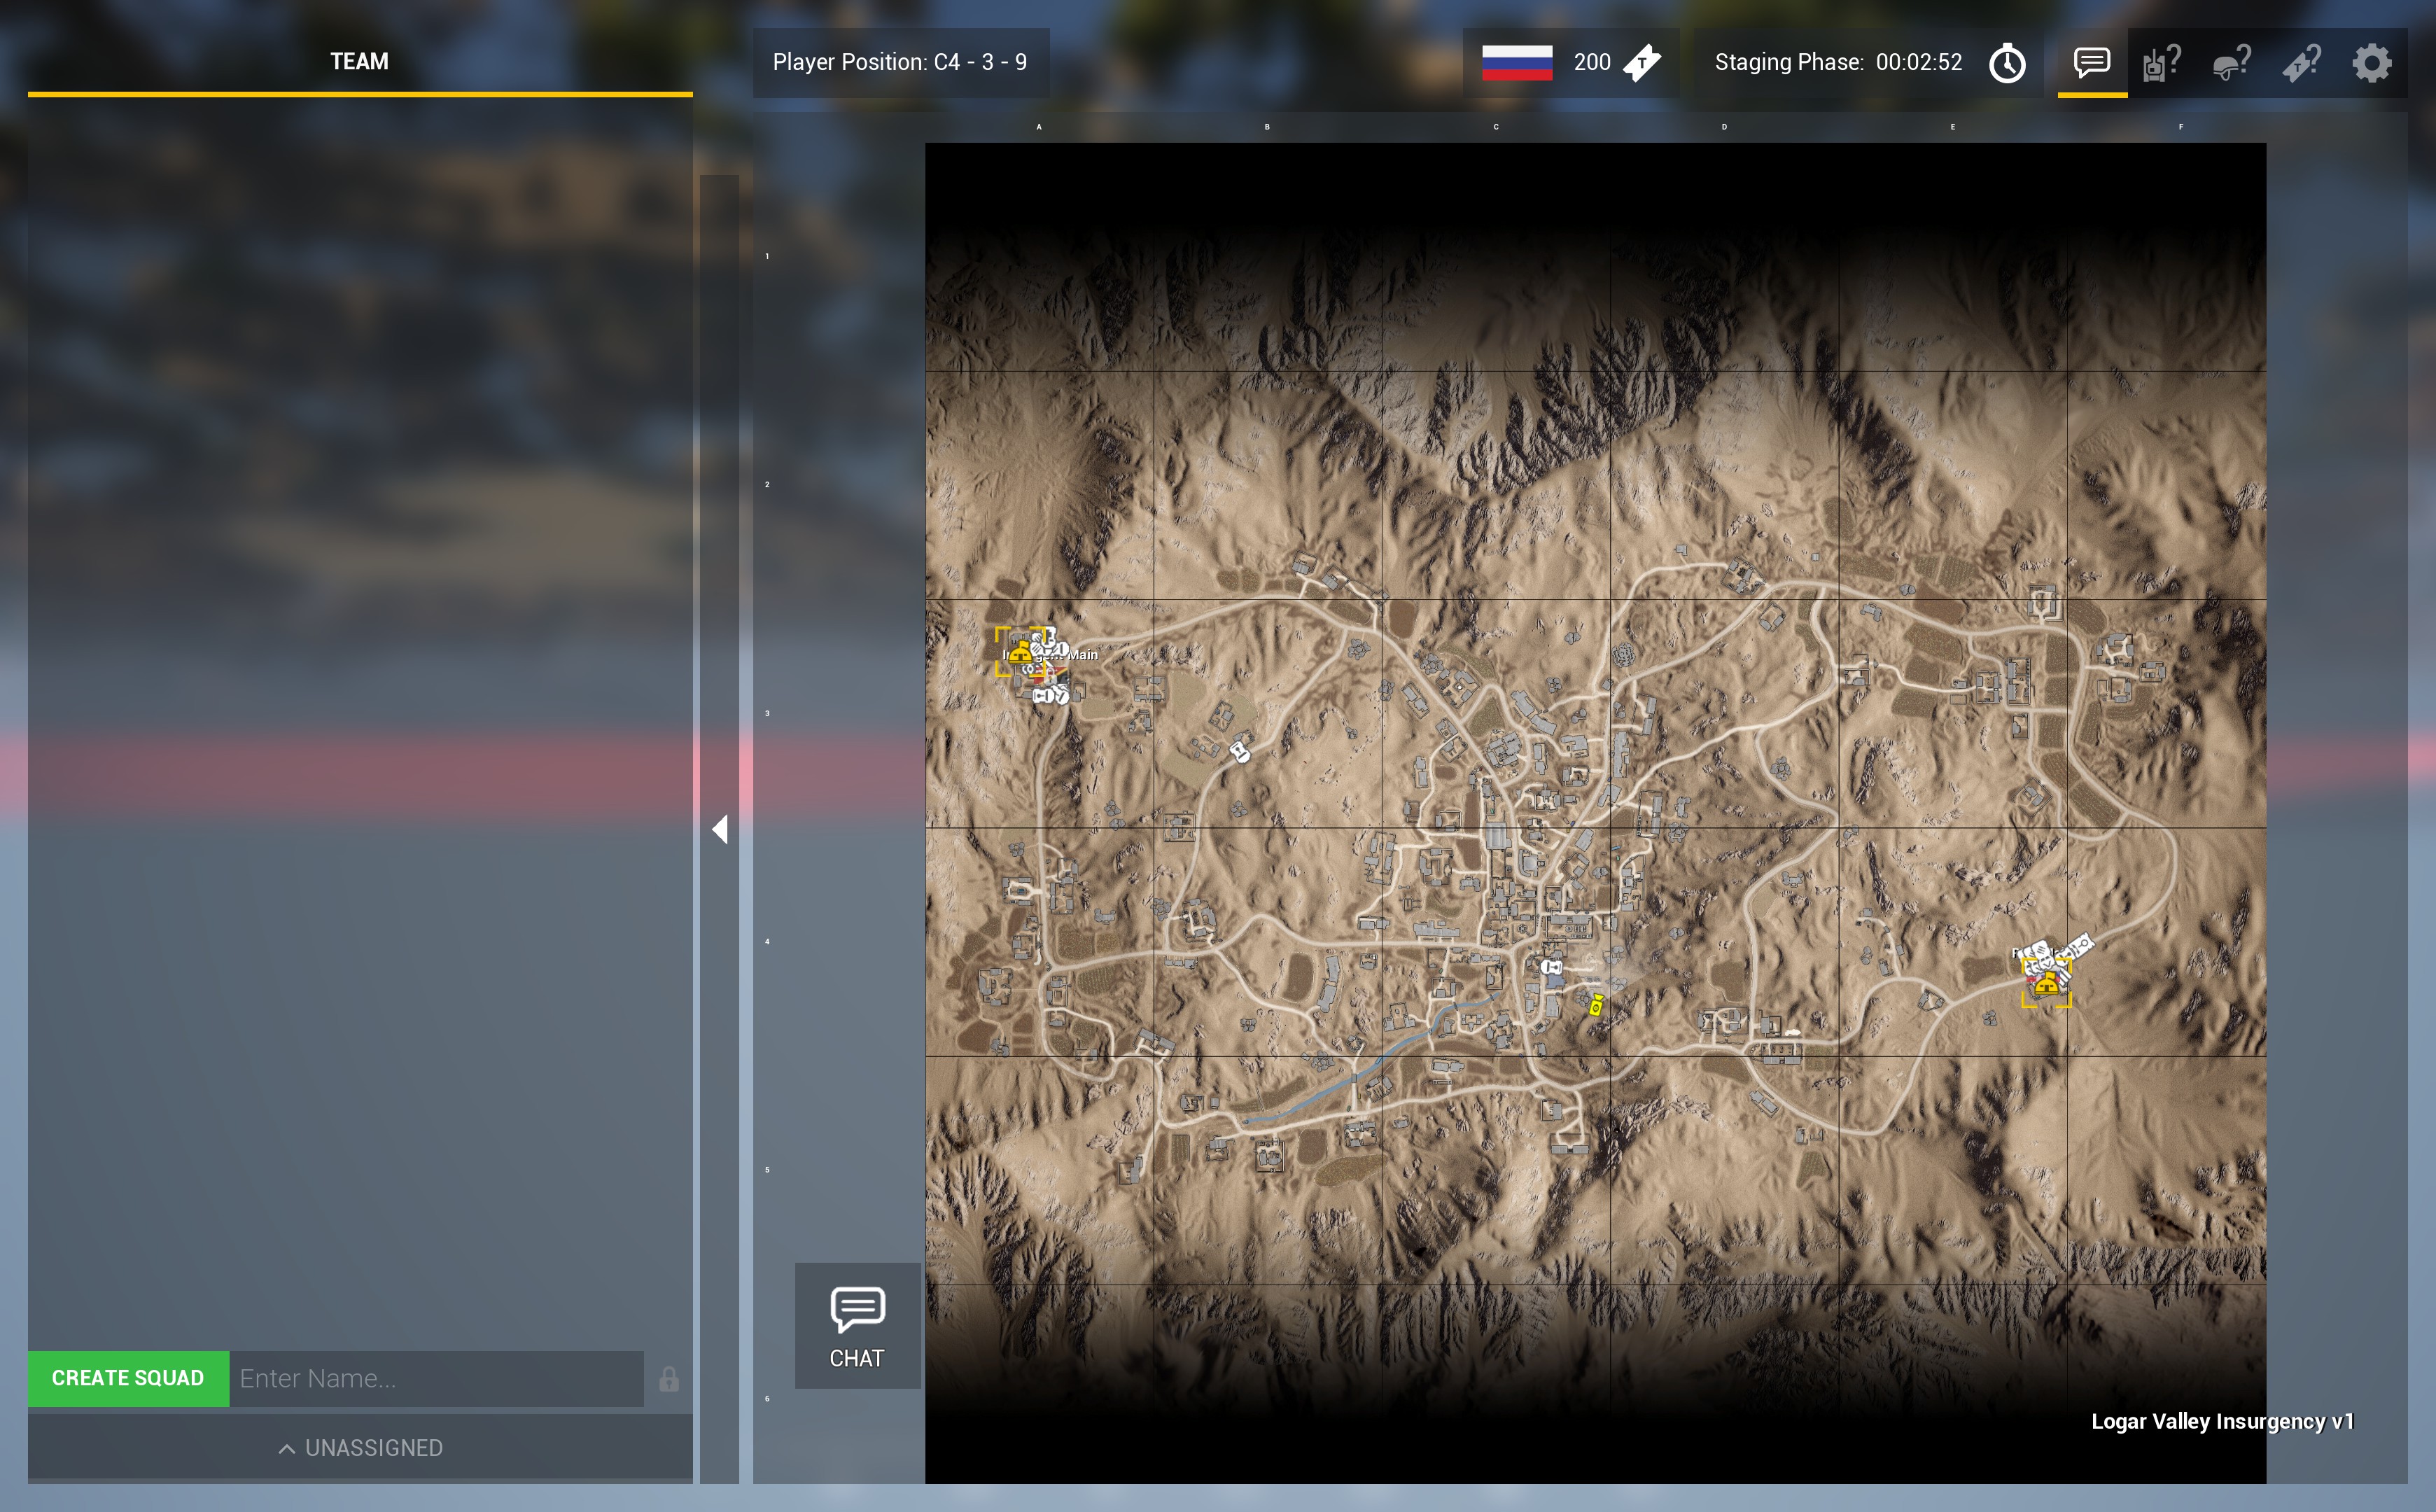 TEAM
Player Position: C4 - 3 - 9
200
Staging Phase: 00:02:52
? ? ?
A B C D E F
1
2
3
4
5
6
Main
CHAT
CREATE SQUAD Enter Name...
UNASSIGNED
Logar Valley Insurgency v1